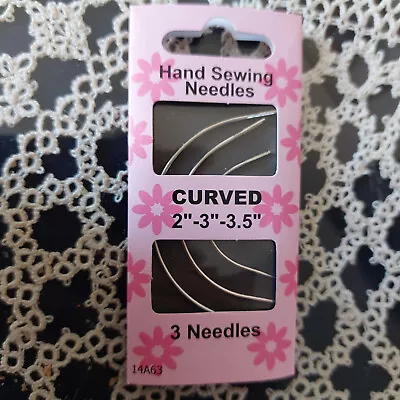 Hand Sewing
Needles
CURVED
2"-3"-3.5"
3 Needles
14A63